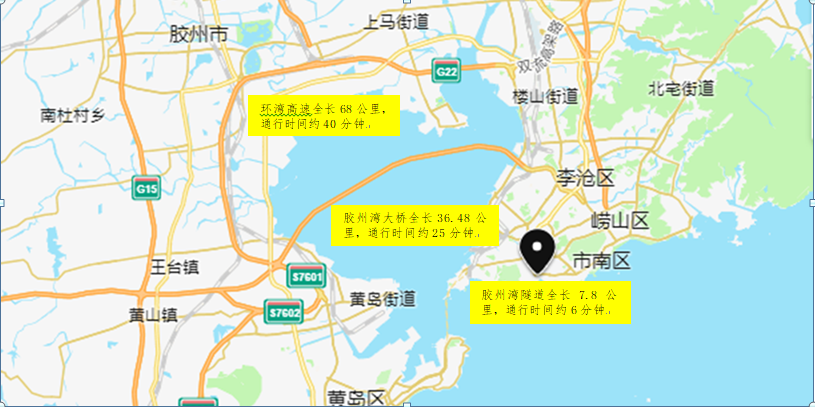 上马街道
胶州市
双流高架路
G22
北宅街道
楼山街道
环湾高速全长 68 公里，
通行时间约 40 分钟。
南杜村乡
李沧区
G15
胶州湾大桥全长 36.48 公
里，通行时间约 25 分钟。
崂山区
王台镇
市南区
S7601
胶州湾隧道全长 7.8 公
里，通行时间约 6 分钟。
黄岛街道
S7602
黄山镇
黄岛区